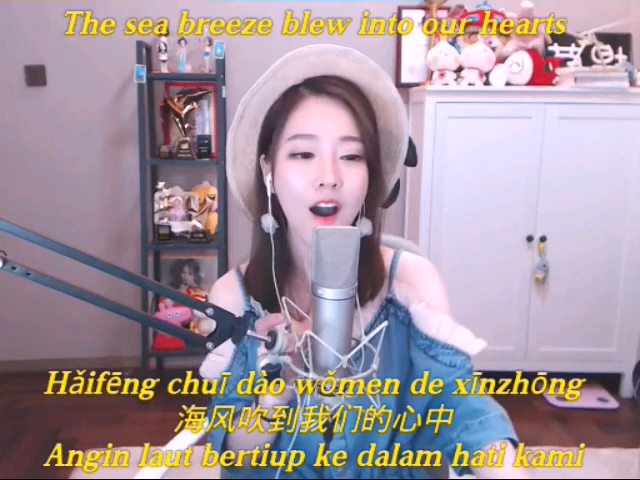 The sea breeze blew into our hearts
Hǎifēng chuī dào wǒmen de xīnzhōng
海风吹到我们的心中
Angin laut bertiup ke dalam hati kami